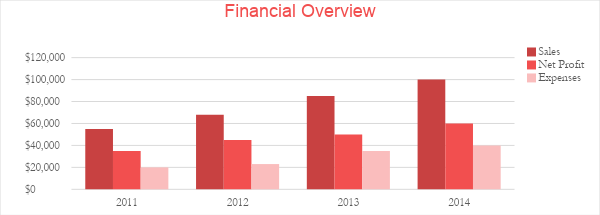 Financial Overview
$120,000
$100,000
$80,000
$60,000
$40,000
$20,000
$0
2011 2012 2013 2014
Sales
Net Profit
Expenses